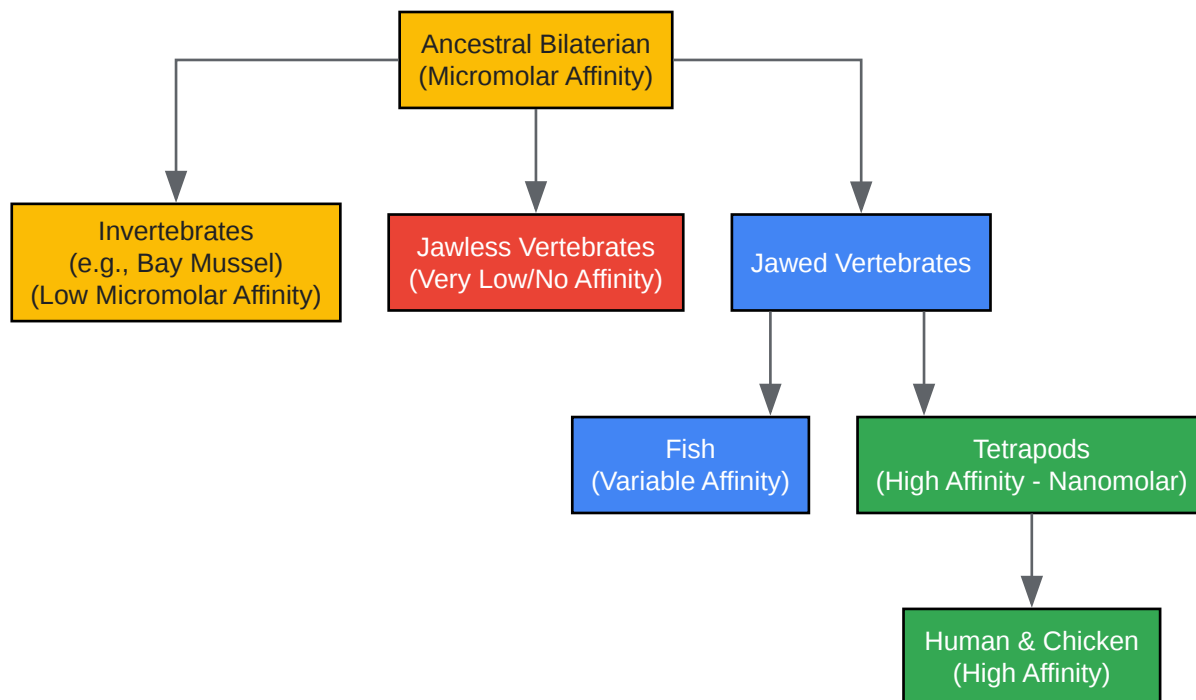 Ancestral Bilaterian
(Micromolar Affinity)
Invertebrates
(e.g., Bay Mussel)
(Low Micromolar Affinity)
Jawless Vertebrates
(Very Low/No Affinity)
Jawed Vertebrates
Fish
(Variable Affinity)
Tetrapods
(High Affinity - Nanomolar)
Human & Chicken
(High Affinity)